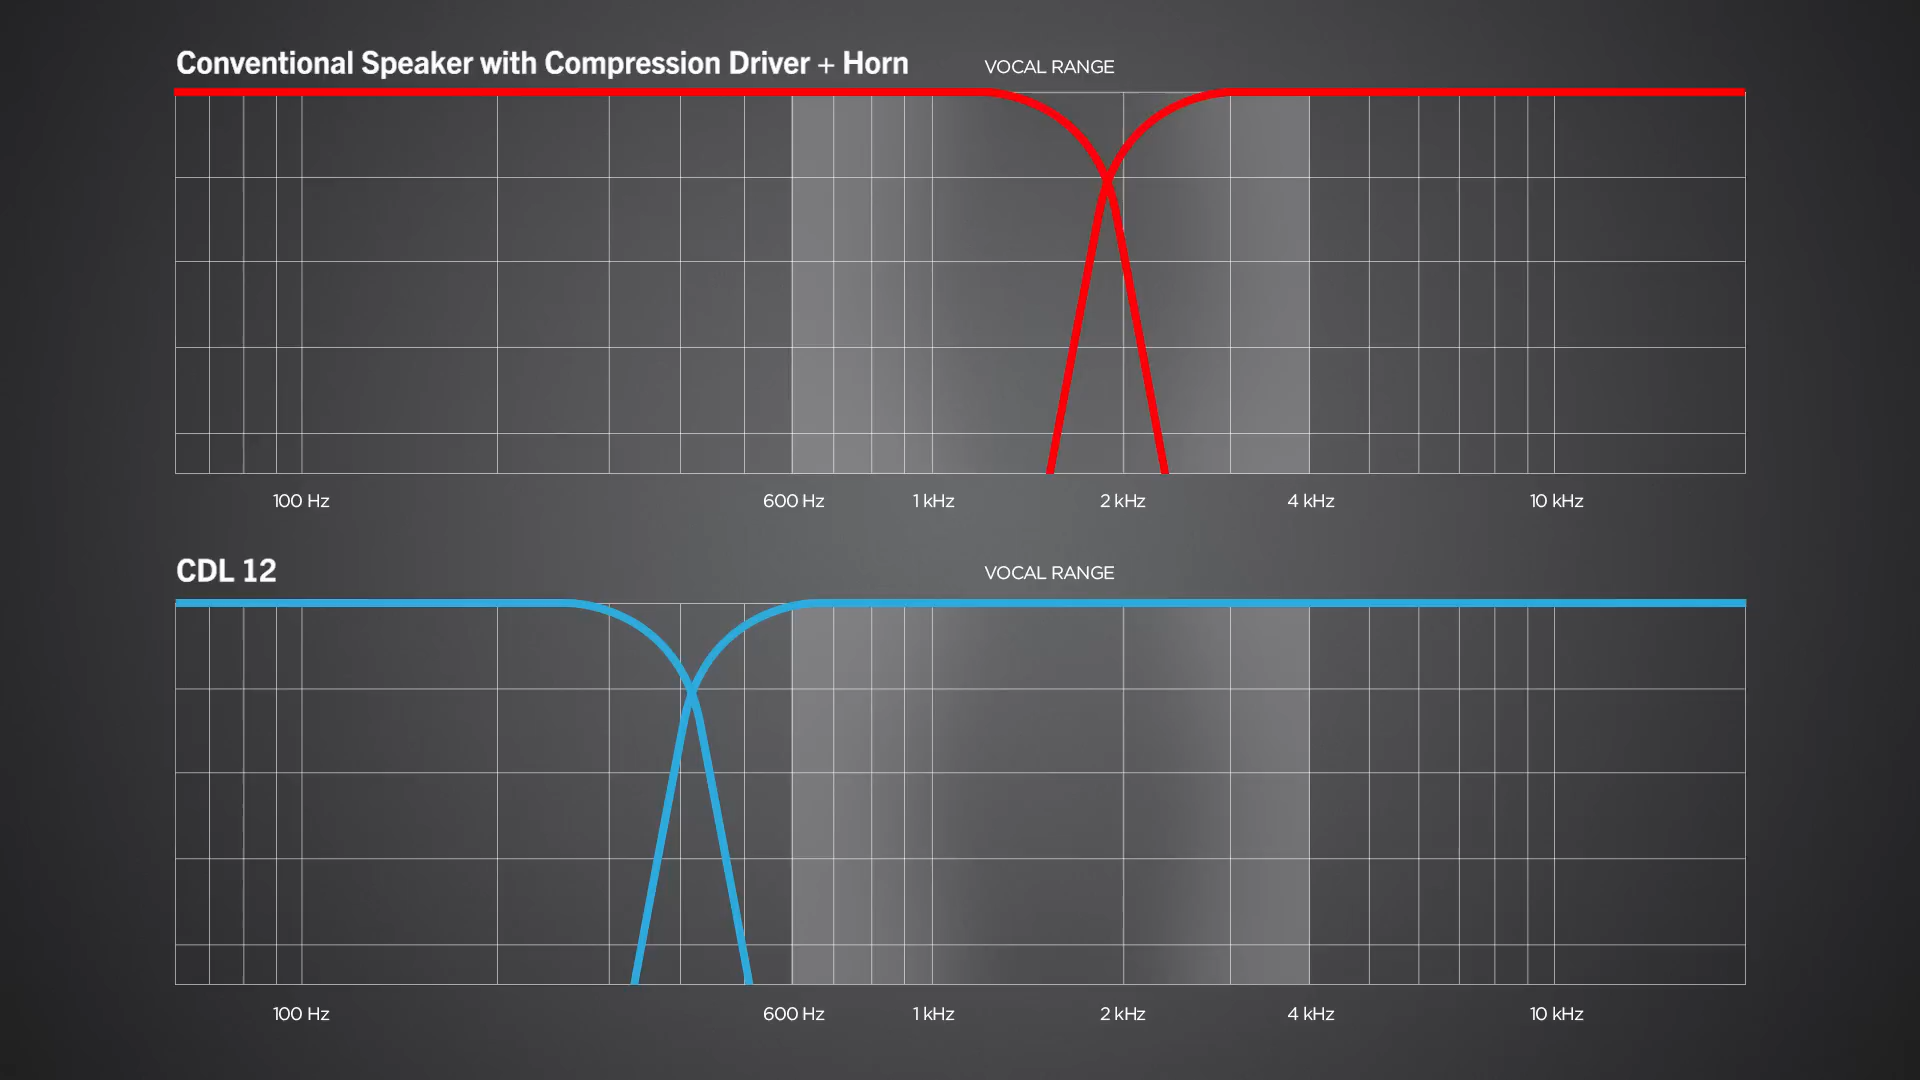 Conventional Speaker with Compression Driver + Horn
VOCAL RANGE
100 Hz
600 Hz
1 kHz
2 kHz
4 kHz
10 kHz
CDL 12
VOCAL RANGE
100 Hz
600 Hz
1 kHz
2 kHz
4 kHz
10 kHz